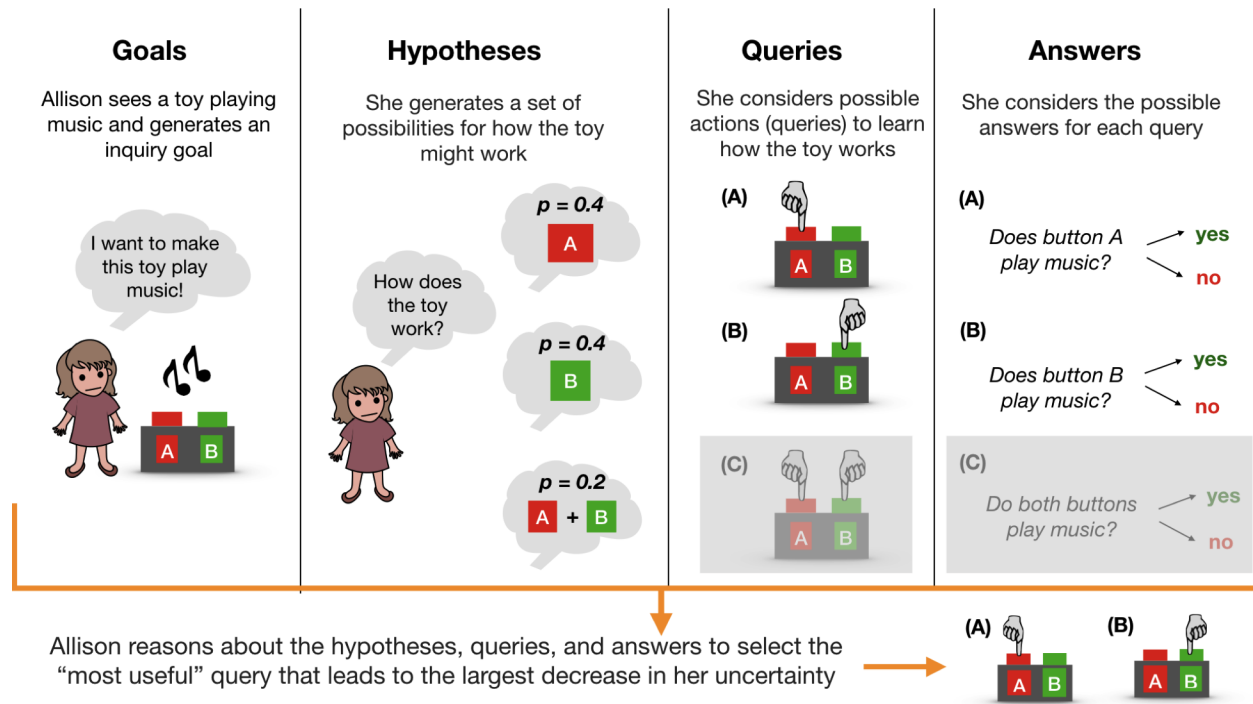 Goals
Allison sees a toy playing
music and generates an
inquiry goal
I want to make
this toy play
music!
A B
Hypotheses
She generates a set of
possibilities for how the toy
might work
How does
the toy
work?
p = 0.4
A
p = 0.4
B
p = 0.2
A + B
Queries
She considers possible
actions (queries) to learn
how the toy works
(A)
A B
(B)
A B
(C)
A B
Answers
She considers the possible
answers for each query
(A)
Does button A
play music?
yes
no
(B)
Does button B
play music?
yes
no
(C)
Do both buttons
play music?
yes
no
Allison reasons about the hypotheses, queries, and answers to select the
“most useful” query that leads to the largest decrease in her uncertainty
(A)
A B
(B)
A B